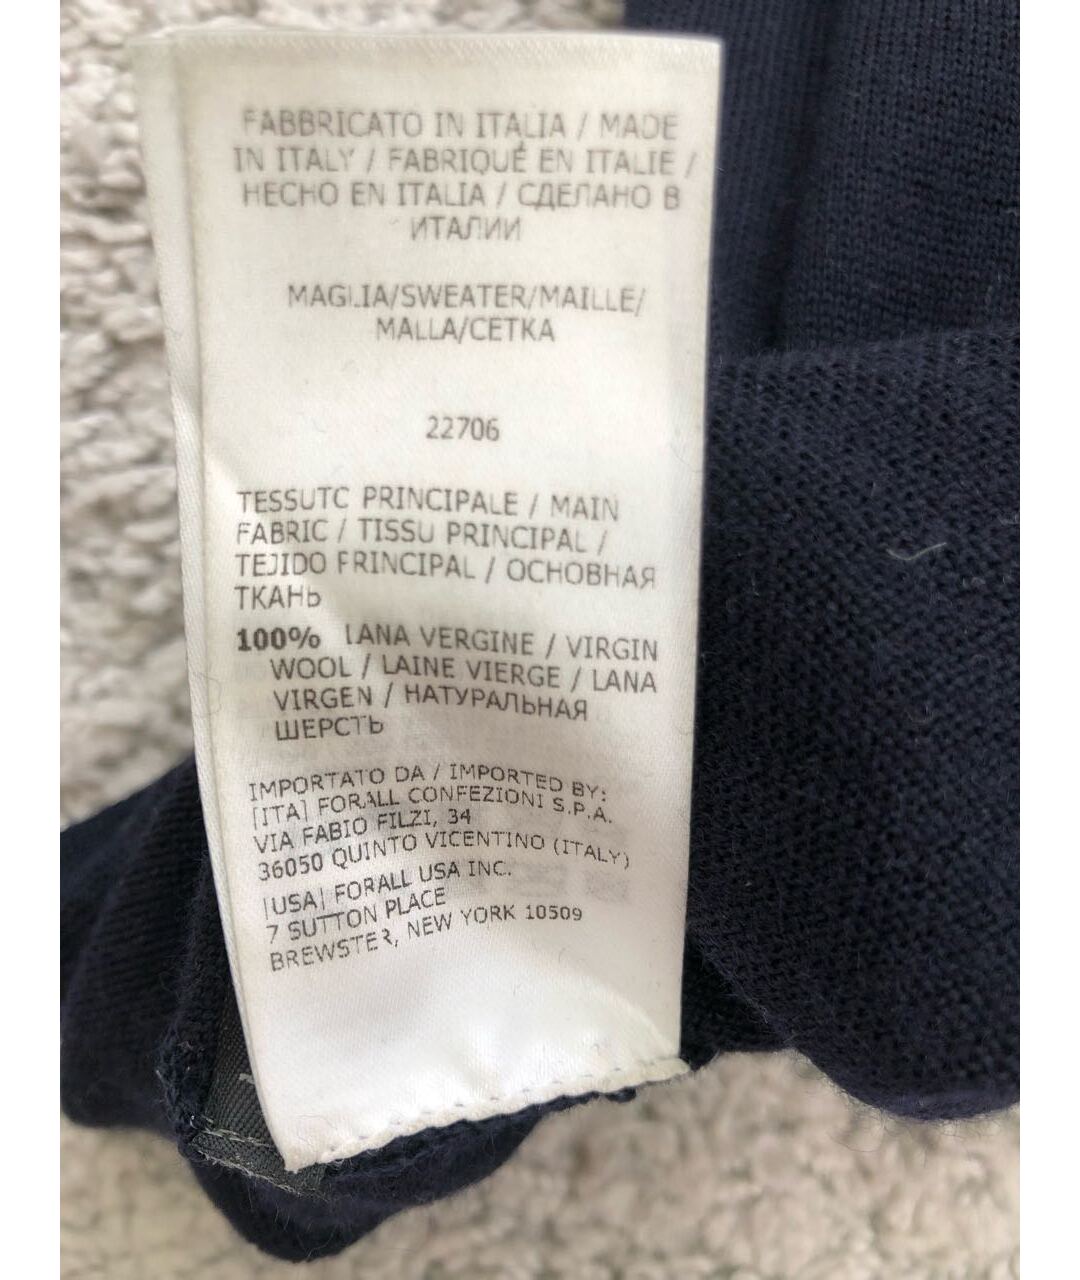 FABBRICATO IN ITALIA / MADE
IN ITALY / FABRIQUÉ EN ITALIE /
HECHO EN ITALIA / СДЕЛАНО В
ИТАЛИИ
MAGLIA/SWEATER/MAILLE/
MALLA/СЕТКА
22706
TESSUTO PRINCIPALE / MAIN
FABRIC / TISSU PRINCIPAL /
TEJIDO PRINCIPAL / ОСНОВНАЯ
ТКАНЬ
100% LANA VERGINE / VIRGIN
WOOL / LAINE VIERGE / LANA
VIRGEN / НАТУРАЛЬНАЯ
ШЕРСТЬ
IMPORTATO DA / IMPORTED BY:
[ITA] FORALL CONFEZIONI S.P.A.
VIA FABIO FILZI, 34
36050 QUINTO VICENTINO (ITALY)
[USA] FORALL USA INC.
7 SUTTON PLACE
BREWSTER, NEW YORK 10509